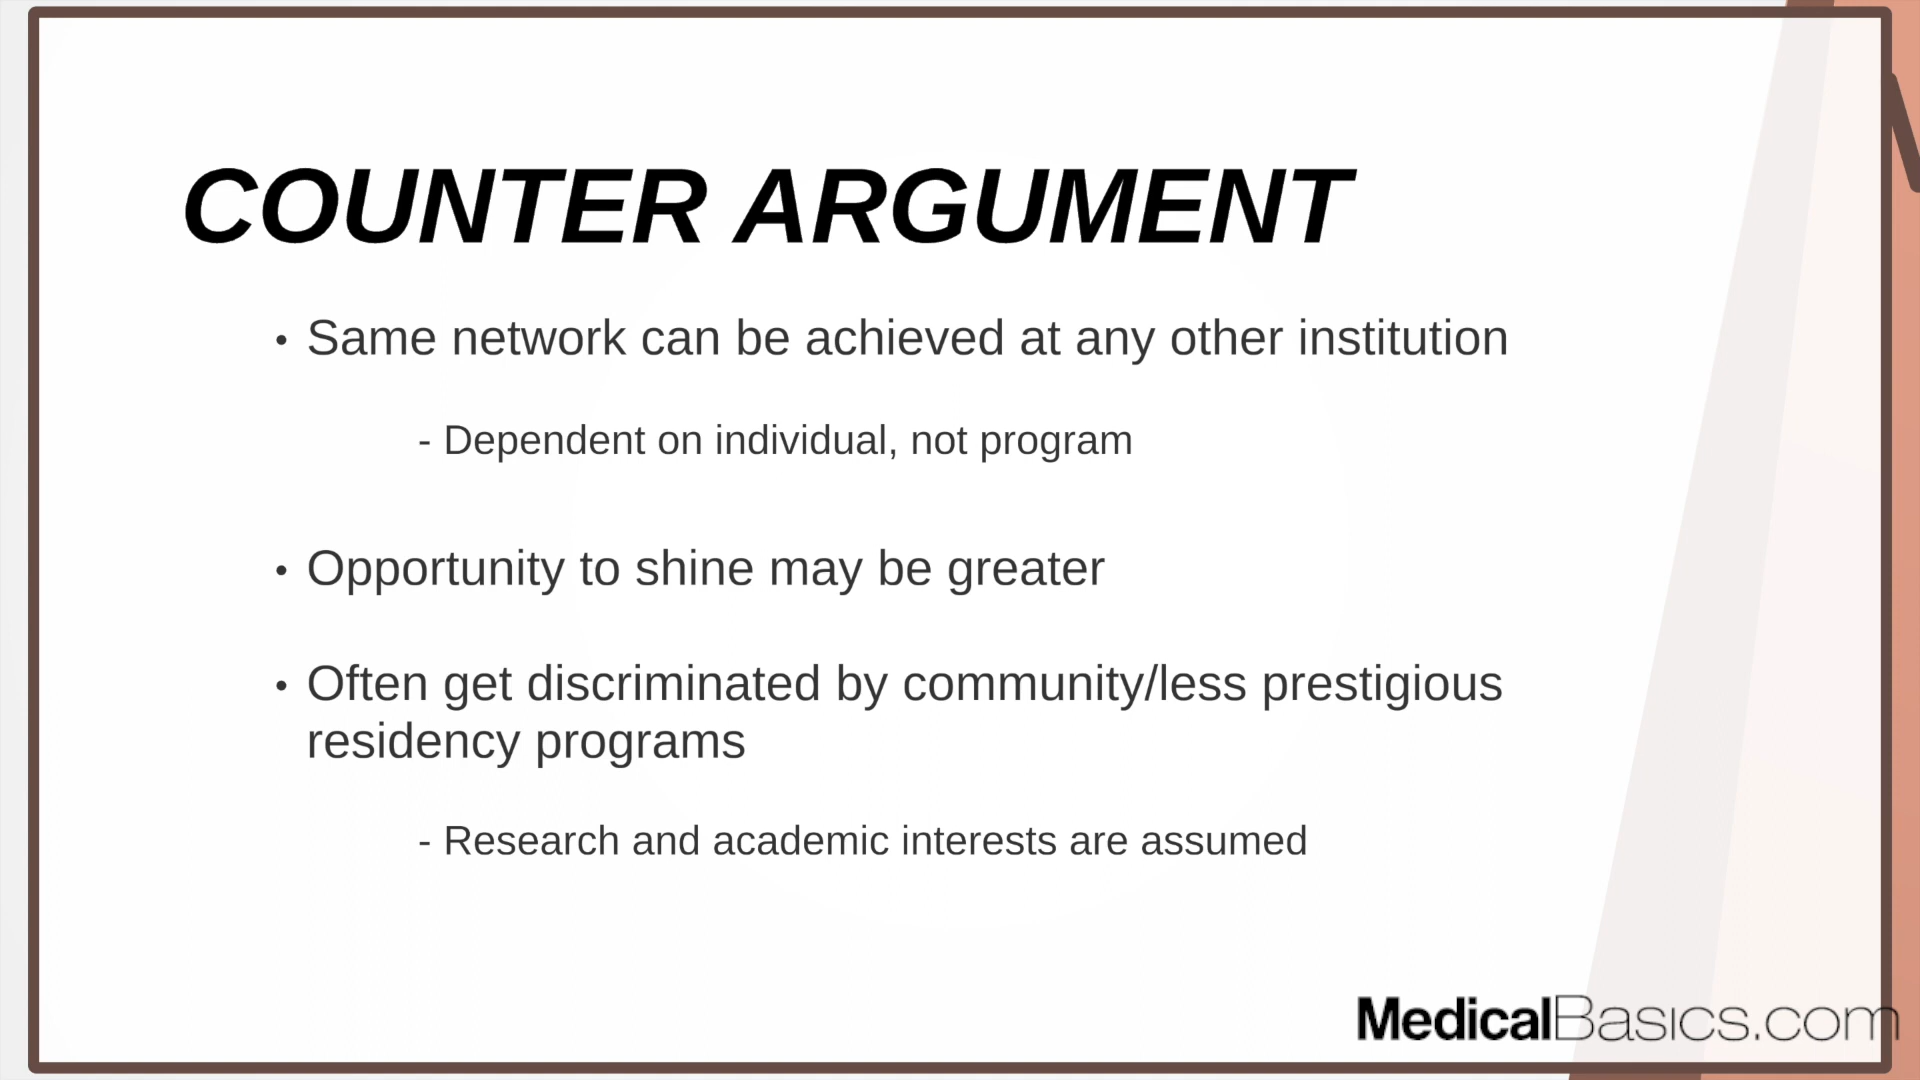 COUNTER ARGUMENT
• Same network can be achieved at any other institution
- Dependent on individual, not program
• Opportunity to shine may be greater
• Often get discriminated by community/less prestigious
residency programs
- Research and academic interests are assumed
MedicalBasics.com